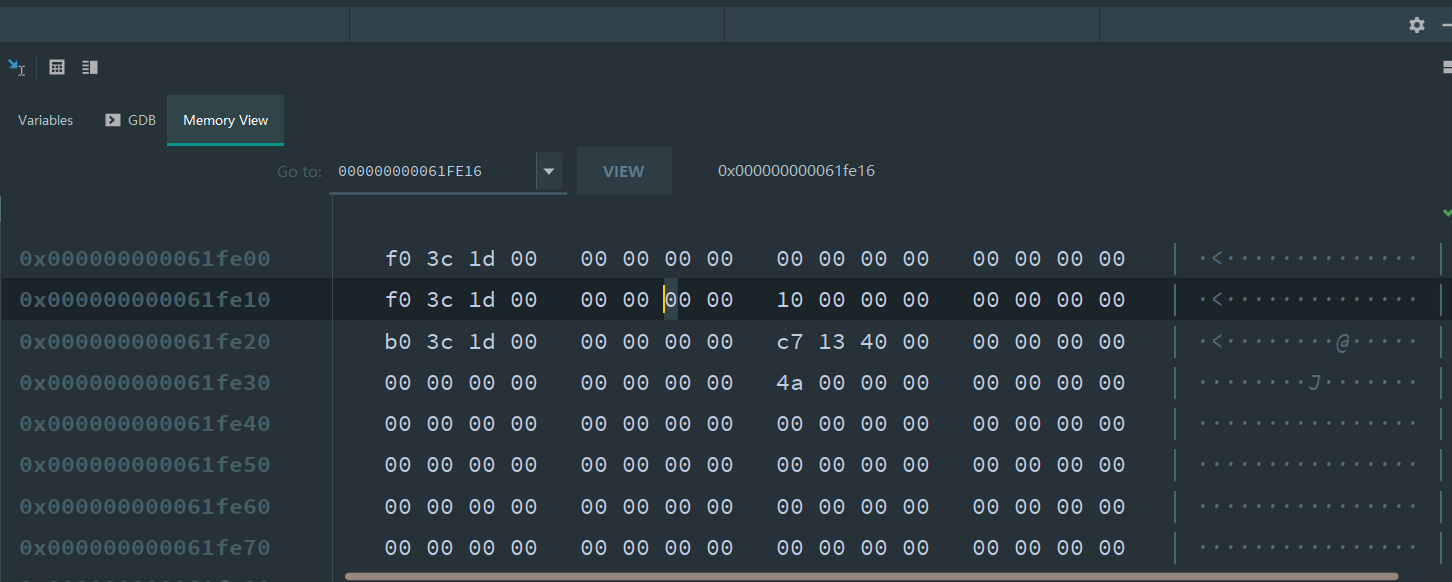 Variables GDB Memory View
Go to: 000000000061FE16 VIEW 0x000000000061fe16
0x000000000061fe00 f0 3c 1d 00 00 00 00 00 00 00 00 00 00 00 00 00 ·<··············
0x000000000061fe10 f0 3c 1d 00 00 00 00 00 10 00 00 00 00 00 00 00 ·<··············
0x000000000061fe20 b0 3c 1d 00 00 00 00 00 c7 13 40 00 00 00 00 00 ·<········@·····
0x000000000061fe30 00 00 00 00 00 00 00 00 4a 00 00 00 00 00 00 00 ········J·······
0x000000000061fe40 00 00 00 00 00 00 00 00 00 00 00 00 00 00 00 00 ················
0x000000000061fe50 00 00 00 00 00 00 00 00 00 00 00 00 00 00 00 00 ················
0x000000000061fe60 00 00 00 00 00 00 00 00 00 00 00 00 00 00 00 00 ················
0x000000000061fe70 00 00 00 00 00 00 00 00 00 00 00 00 00 00 00 00 ················